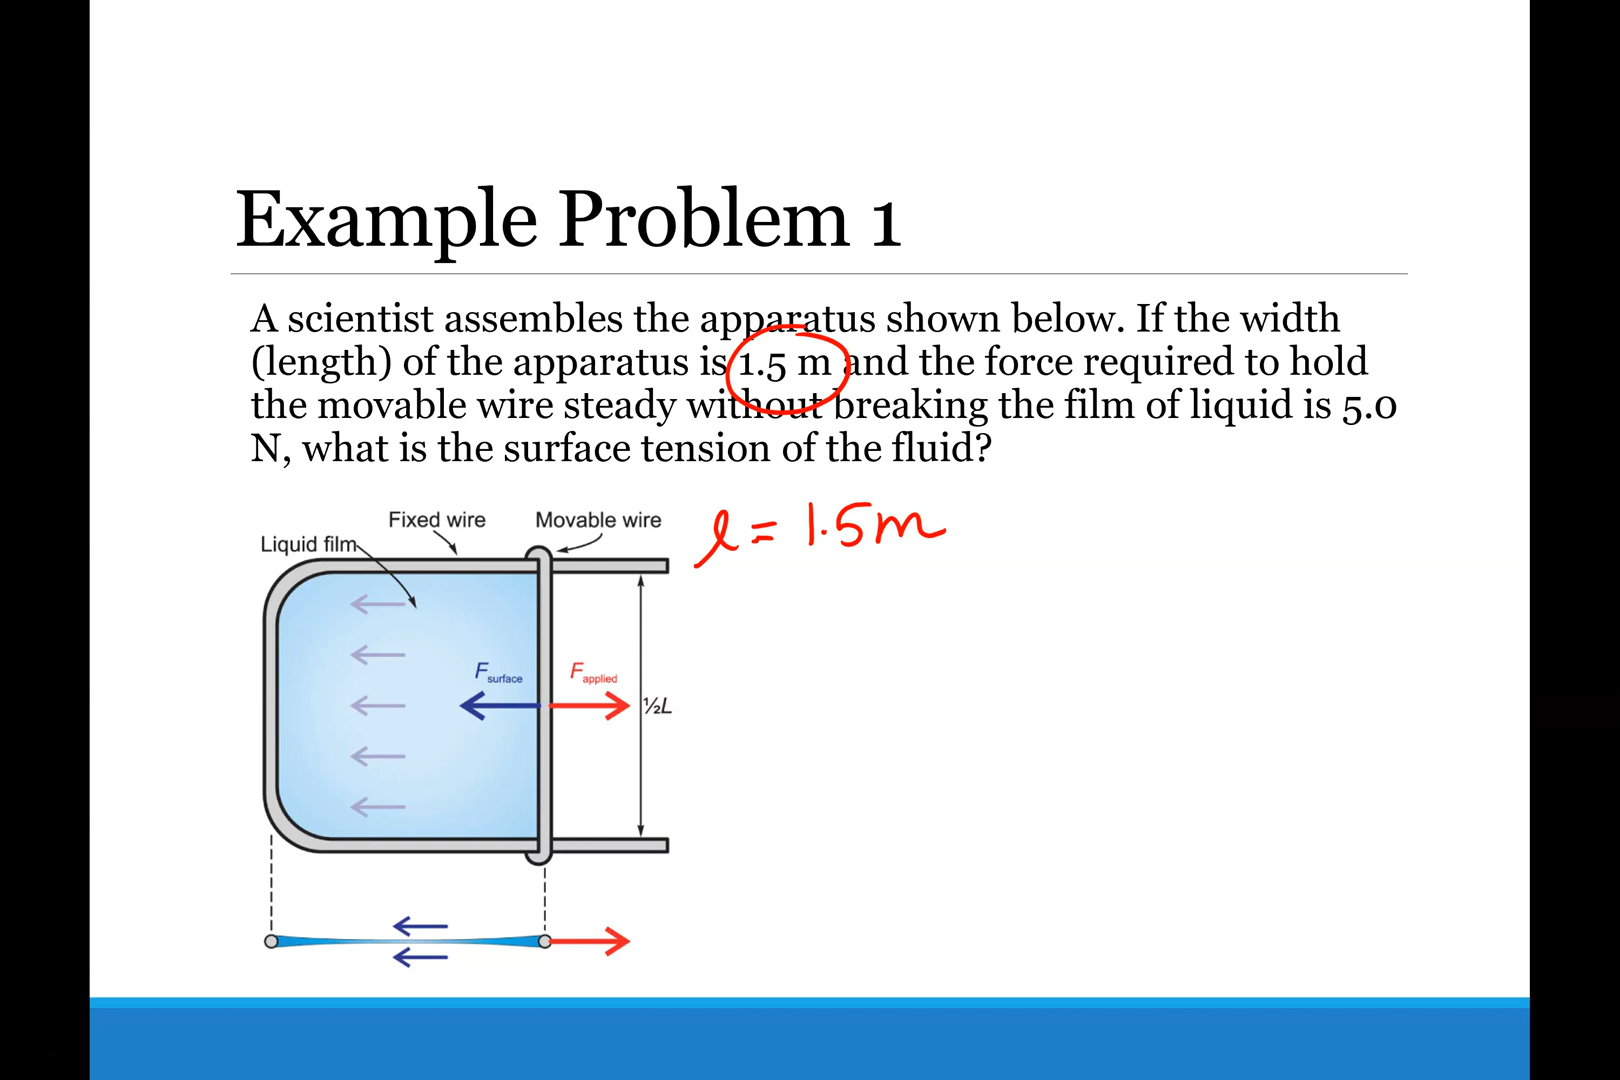 Example Problem 1
A scientist assembles the apparatus shown below. If the width
(length) of the apparatus is 1.5 m and the force required to hold
the movable wire steady without breaking the film of liquid is 5.0
N, what is the surface tension of the fluid?
Fixed wire
Movable wire
l = 1.5m
Liquid film
F surface
F applied
½L